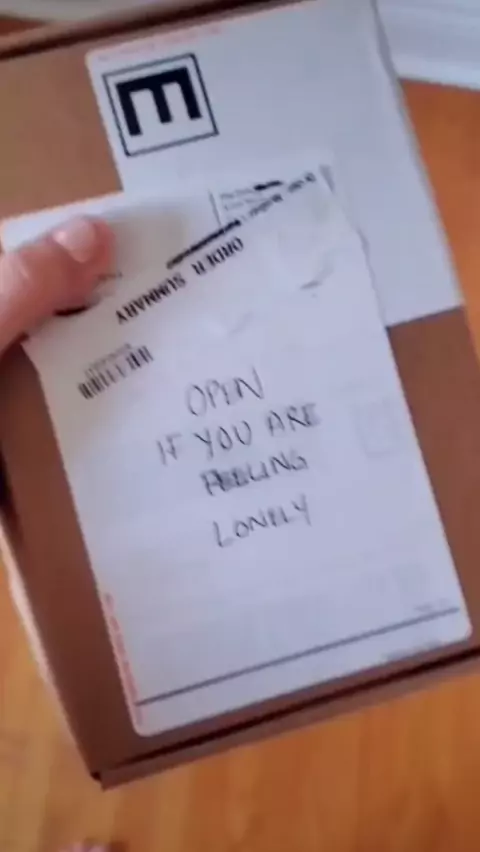 E
ORDER SUMMARY
OPEN
IF YOU ARE
FEELING
LONELY